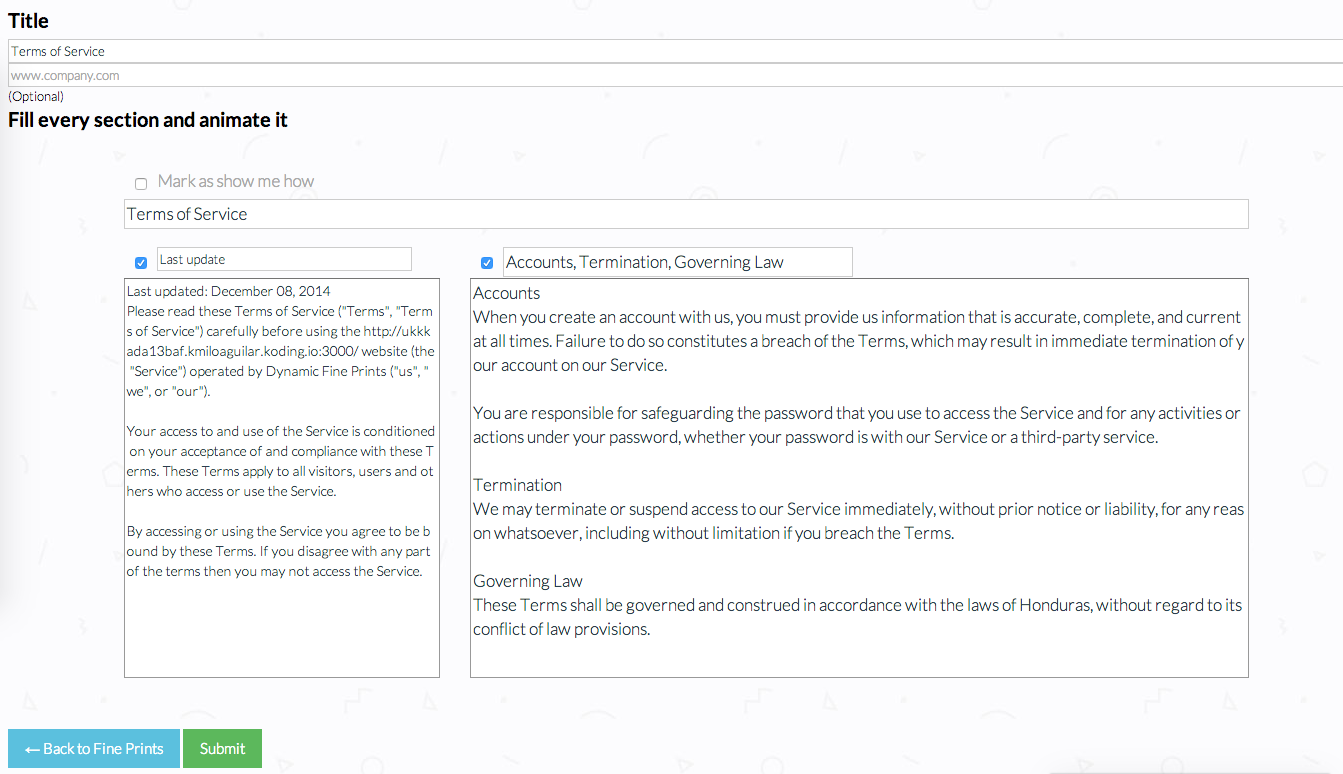 Title
Terms of Service
www.company.com
(Optional)
Fill every section and animate it
Mark as show me how
Terms of Service
Last update
Last updated: December 08, 2014
Please read these Terms of Service ("Terms", "Term
s of Service") carefully before using the http://ukkk
ada13baf.kmiloaguilar.koding.io:3000/ website (the
"Service") operated by Dynamic Fine Prints ("us", "
we", or "our").
Your access to and use of the Service is conditioned
on your acceptance of and compliance with these T
erms. These Terms apply to all visitors, users and ot
hers who access or use the Service.
By accessing or using the Service you agree to be b
ound by these Terms. If you disagree with any part
of the terms then you may not access the Service.
Accounts, Termination, Governing Law
Accounts
When you create an account with us, you must provide us information that is accurate, complete, and current
at all times. Failure to do so constitutes a breach of the Terms, which may result in immediate termination of y
our account on our Service.
You are responsible for safeguarding the password that you use to access the Service and for any activities or
actions under your password, whether your password is with our Service or a third-party service.
Termination
We may terminate or suspend access to our Service immediately, without prior notice or liability, for any reas
on whatsoever, including without limitation if you breach the Terms.
Governing Law
These Terms shall be governed and construed in accordance with the laws of Honduras, without regard to its
conflict of law provisions.
← Back to Fine Prints
Submit